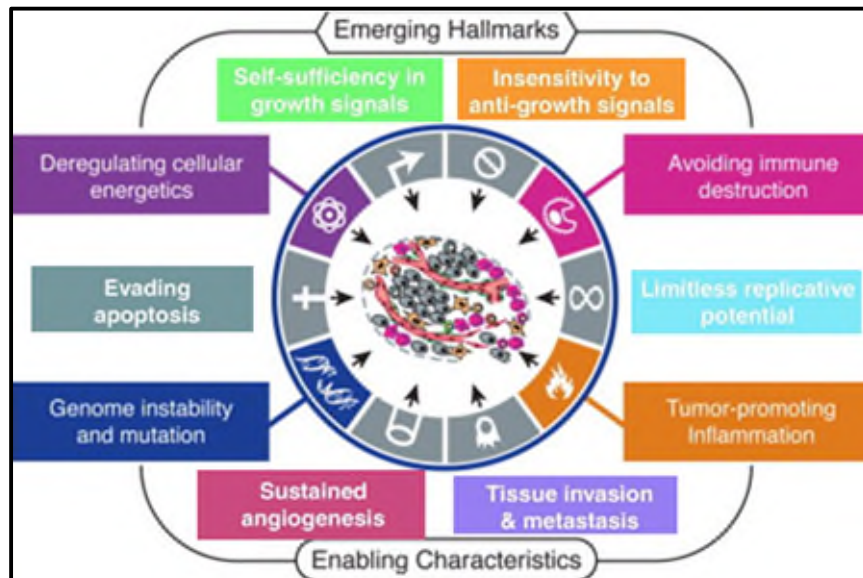 Emerging Hallmarks
Self-sufficiency in
growth signals
Insensitivity to
anti-growth signals
Deregulating cellular
energetics
Avoiding immune
destruction
Evading
apoptosis
Limitless replicative
potential
Genome instability
and mutation
Tumor-promoting
Inflammation
Sustained
angiogenesis
Tissue invasion
& metastasis
Enabling Characteristics